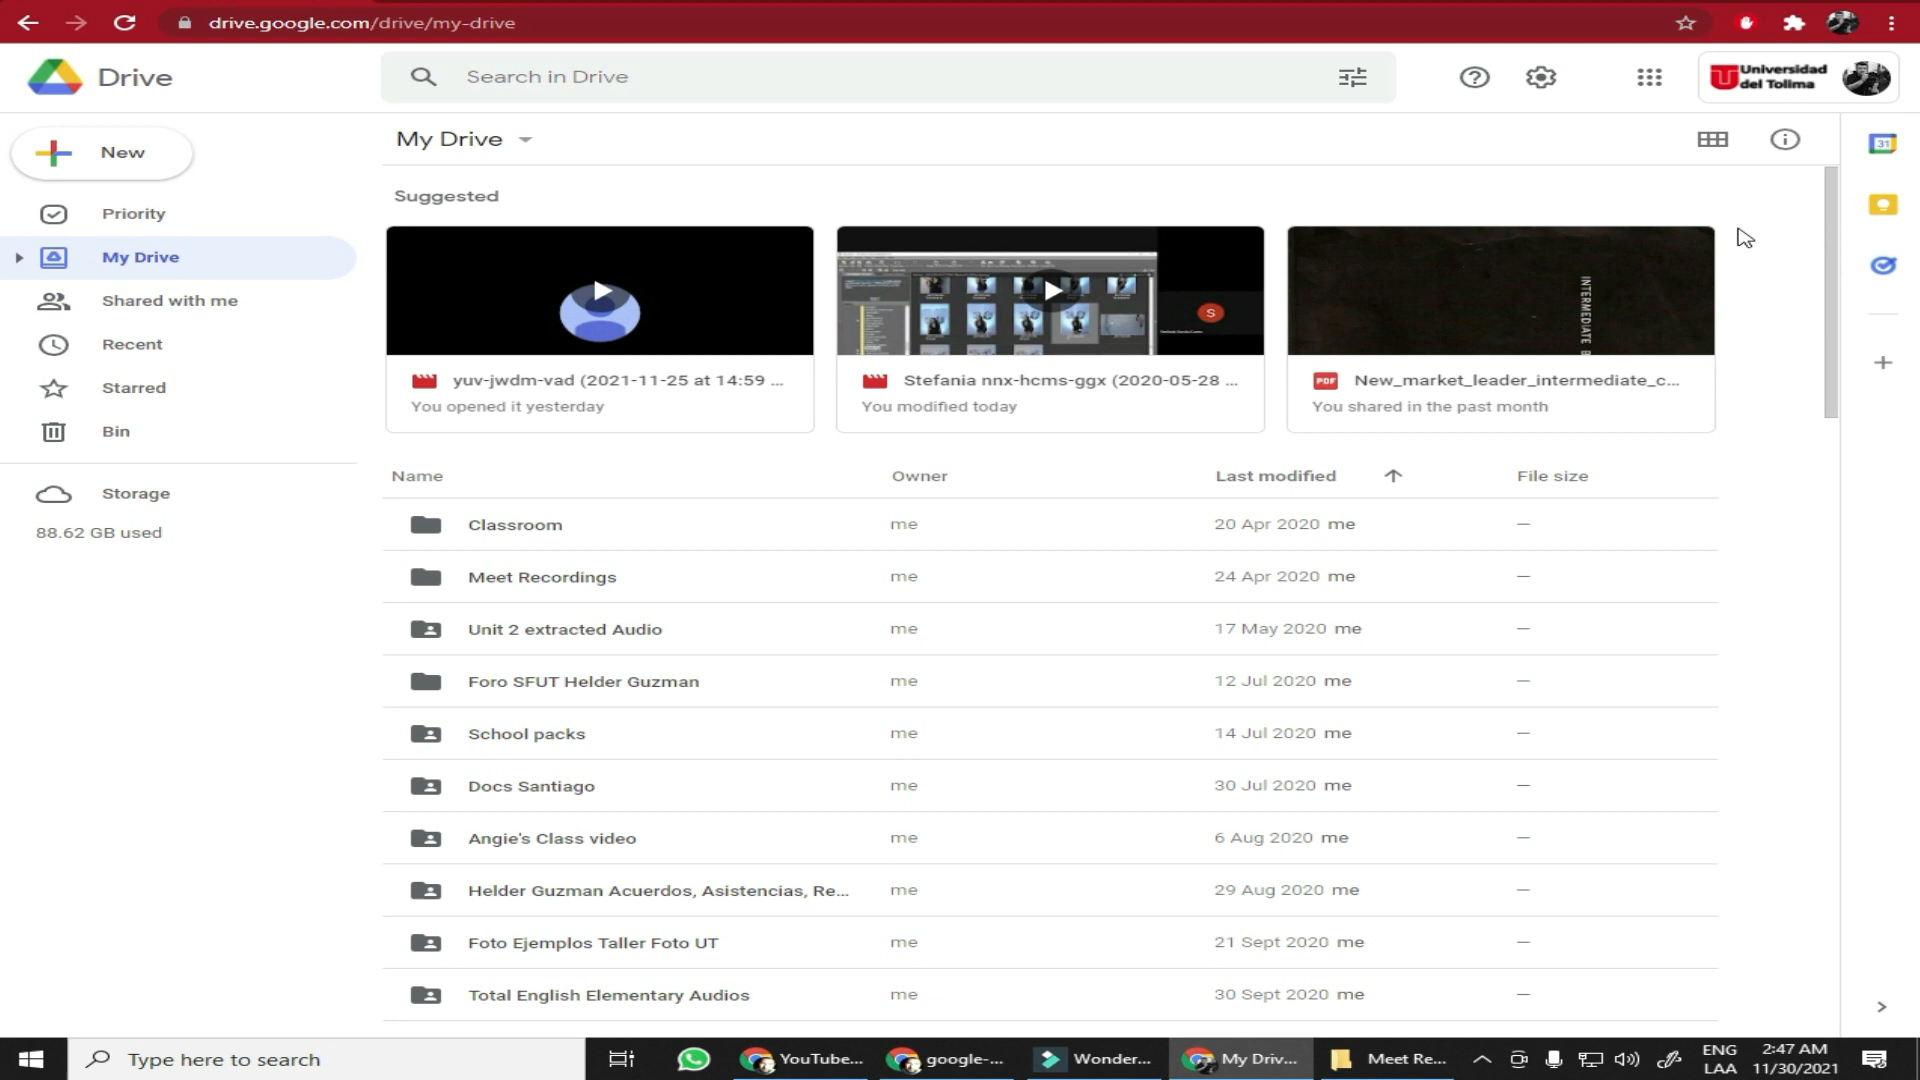 drive.google.com/drive/my-drive
Drive
Search in Drive
Universidad
del Tolima
New
My Drive
Priority
My Drive
Shared with me
Recent
Starred
Bin
Storage
88.62 GB used
Suggested
INTERMEDIATE B
S
yuv-jwdm-vad (2021-11-25 at 14:59 ...
You opened it yesterday
Stefania nnx-hcms-ggx (2020-05-28 ...
You modified today
PDF New_market_leader_intermediate_c...
You shared in the past month
31
Name Owner Last modified File size
Classroom me 20 Apr 2020 me —
Meet Recordings me 24 Apr 2020 me —
Unit 2 extracted Audio me 17 May 2020 me —
Foro SFUT Helder Guzman me 12 Jul 2020 me —
School packs me 14 Jul 2020 me —
Docs Santiago me 30 Jul 2020 me —
Angie's Class video me 6 Aug 2020 me —
Helder Guzman Acuerdos, Asistencias, Re... me 29 Aug 2020 me —
Foto Ejemplos Taller Foto UT me 21 Sept 2020 me —
Total English Elementary Audios me 30 Sept 2020 me —
Type here to search
YouTube...
google-...
Wonder...
My Driv...
Meet Re...
ENG
LAA
2:47 AM
11/30/2021